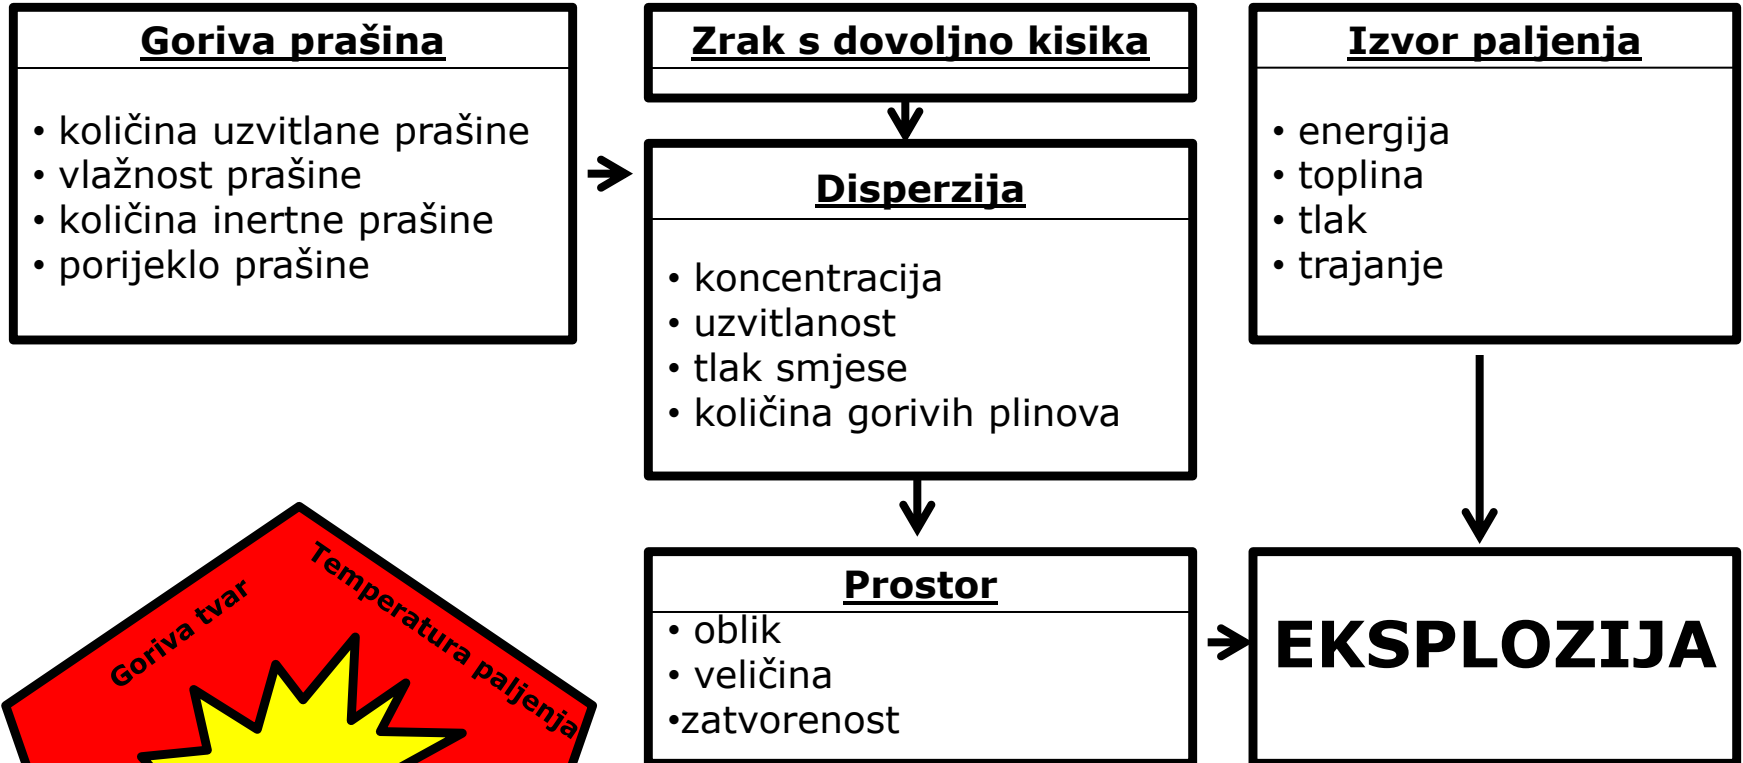 Goriva prašina
• količina uzvitlane prašine
• vlažnost prašine
• količina inertne prašine
• porijeklo prašine
Zrak s dovoljno kisika
Disperzija
• koncentracija
• uzvitlanost
• tlak smjese
• količina gorivih plinova
Izvor paljenja
• energija
• toplina
• tlak
• trajanje
Goriva tvar
Temperatura paljenja
Prostor
• oblik
• veličina
•zatvorenost
EKSPLOZIJA